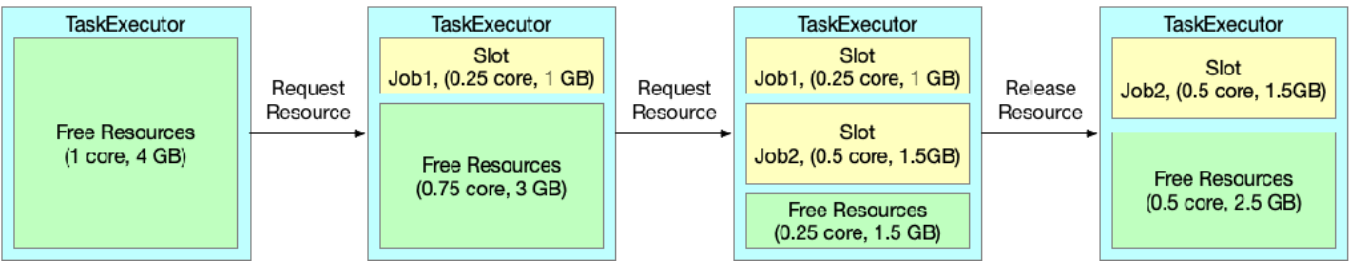 TaskExecutor
Free Resources
(1 core, 4 GB)
Request
Resource
TaskExecutor
Slot
Job1, (0.25 core, 1 GB)
Free Resources
(0.75 core, 3 GB)
Request
Resource
TaskExecutor
Slot
Job1, (0.25 core, 1 GB)
Slot
Job2, (0.5 core, 1.5GB)
Free Resources
(0.25 core, 1.5 GB)
Release
Resource
TaskExecutor
Slot
Job2, (0.5 core, 1.5GB)
Free Resources
(0.5 core, 2.5 GB)